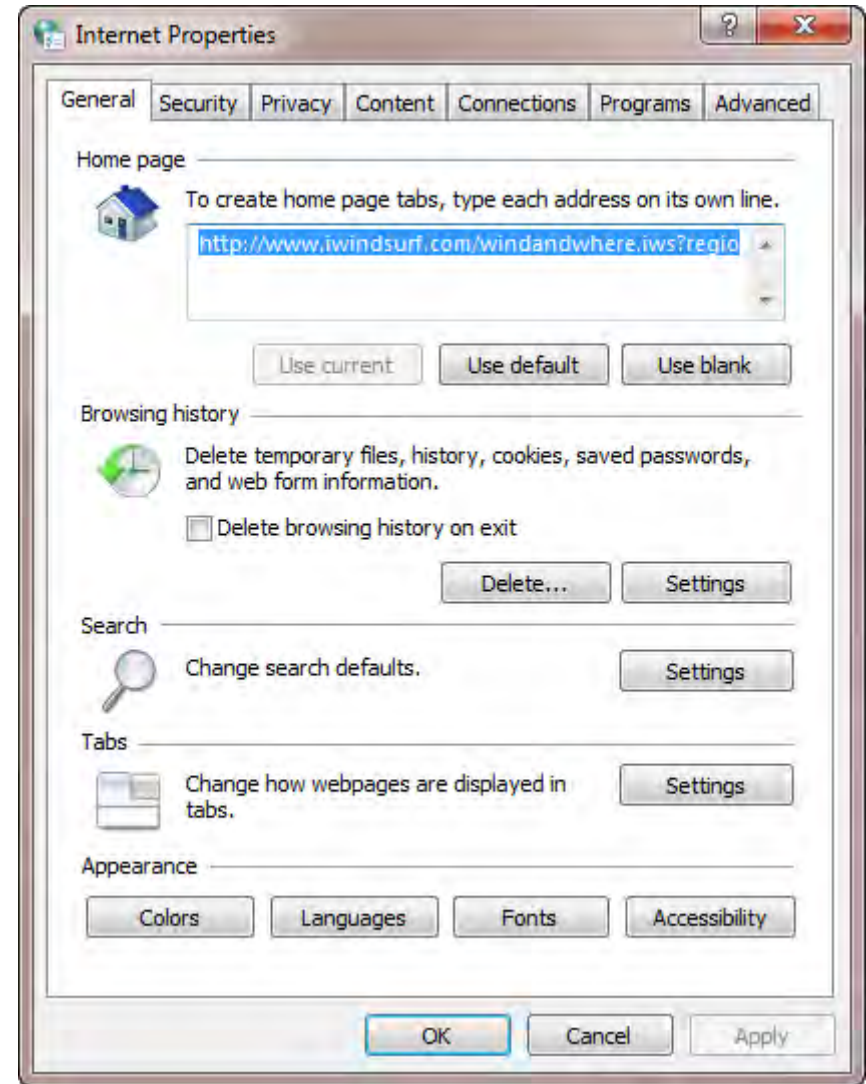 Internet Properties
General Security Privacy Content Connections Programs Advanced
Home page
To create home page tabs, type each address on its own line.
http://www.iwindsurf.com/windandwhere.iws?regio
Use current Use default Use blank
Browsing history
Delete temporary files, history, cookies, saved passwords,
and web form information.
Delete browsing history on exit
Delete... Settings
Search
Change search defaults. Settings
Tabs
Change how webpages are displayed in Settings
tabs.
Appearance
Colors Languages Fonts Accessibility
OK Cancel Apply